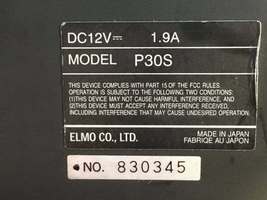 DC12V⎓ 1.9A
MODEL P30S
THIS DEVICE COMPLIES WITH PART 15 OF THE FCC RULES.
OPERATION IS SUBJECT TO THE FOLLOWING TWO CONDITIONS:
(1)THIS DEVICE MAY NOT CAUSE HARMFUL INTERFERENCE, AND
(2)THIS DEVICE MUST ACCEPT ANY INTERFERENCE RECEIVED,
INCLUDING INTERFERENCE THAT MAY CAUSE UNDESIRED OPERATION.
ELMO CO., LTD. MADE IN JAPAN
FABRIQUE AU JAPON
NO. 830345